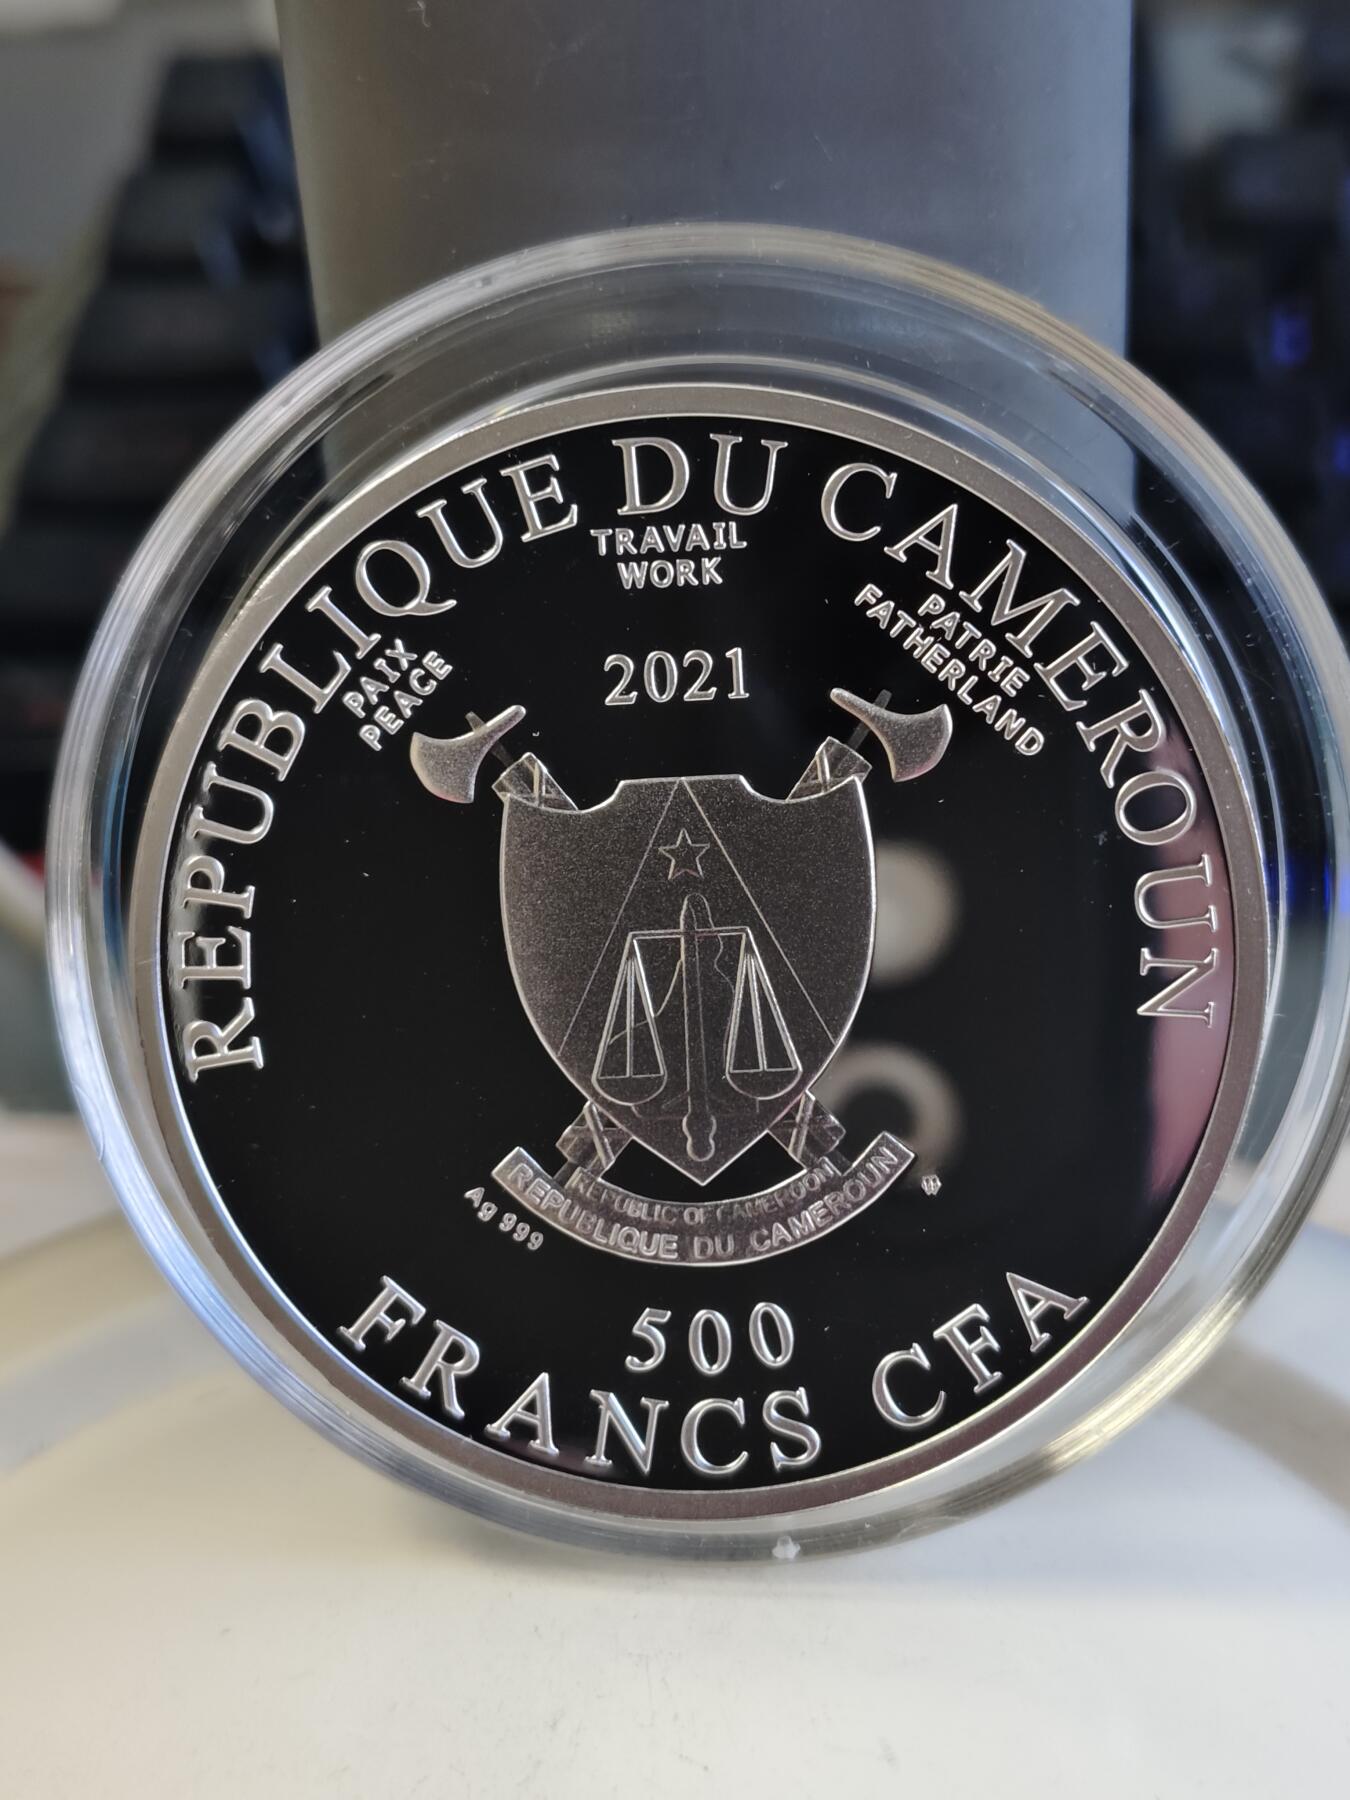 REPUBLIQUE DU CAMEROUN
TRAVAIL
WORK
PAIX
PEACE
PATRIE
FATHERLAND
2021
REPUBLIC OF CAMEROON
REPUBLIQUE DU CAMEROUN
Ag 999
500
FRANCS CFA